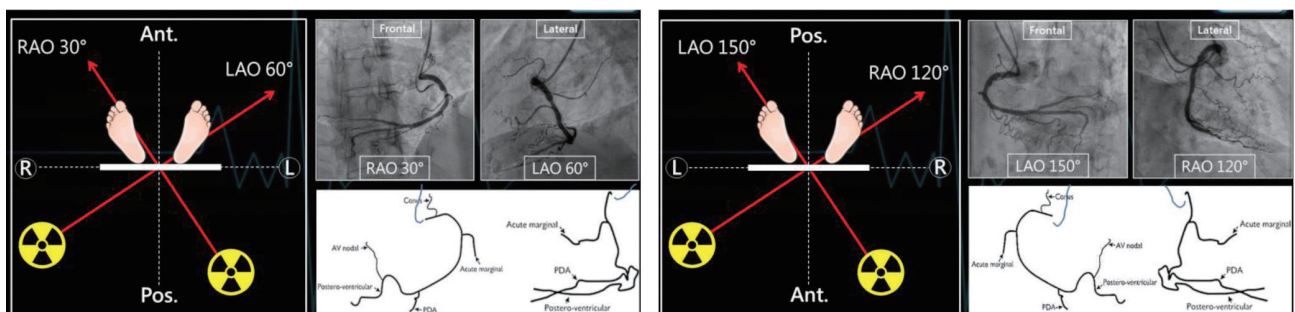 Ant.
RAO 30°
LAO 60°
R
L
Pos.
Frontal
RAO 30°
Lateral
LAO 60°
Conus
AV nodal
Acute marginal
Postero-ventricular
PDA
Acute marginal
PDA
Postero-ventricular
Pos.
LAO 150°
RAO 120°
L
R
Ant.
Frontal
LAO 150°
Lateral
RAO 120°
Conus
AV nodal
Acute marginal
Postero-ventricular
PDA
Acute marginal
PDA
Postero-ventricular